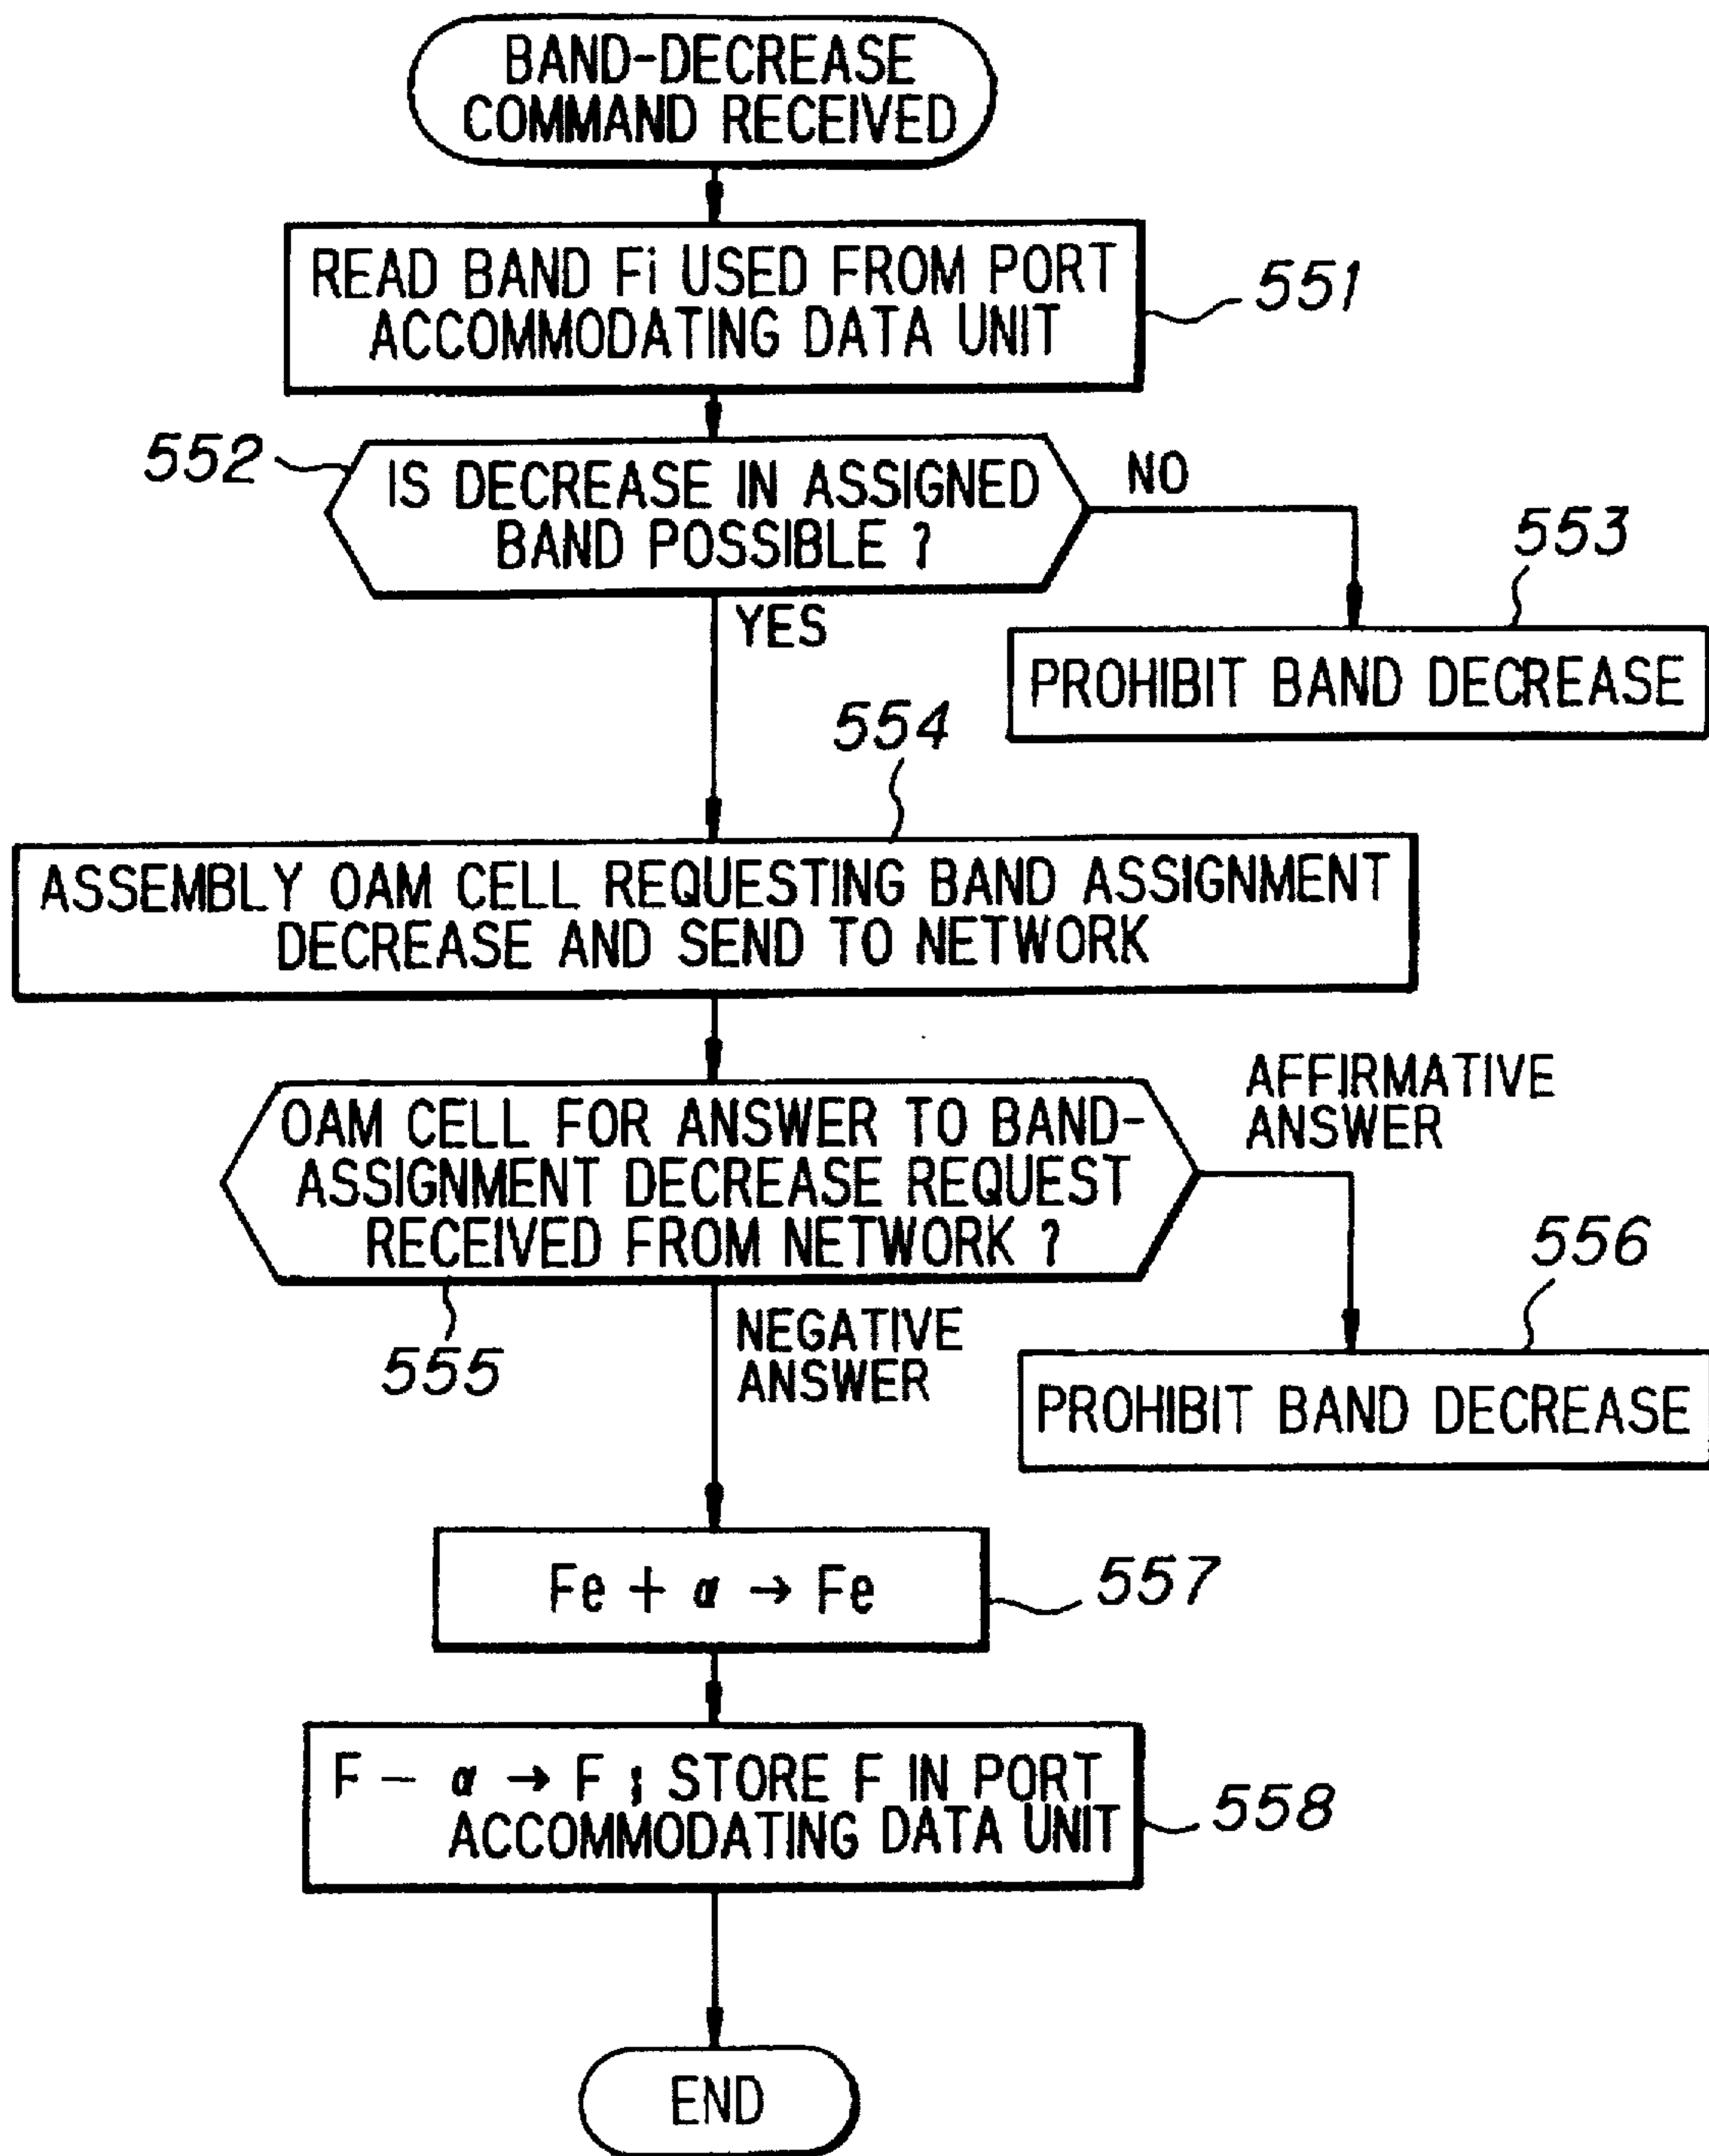 BAND-DECREASE
COMMAND RECEIVED
READ BAND Fi USED FROM PORT
ACCOMMODATING DATA UNIT
551
552
IS DECREASE IN ASSIGNED
BAND POSSIBLE ?
NO
553
YES
PROHIBIT BAND DECREASE
554
ASSEMBLY OAM CELL REQUESTING BAND ASSIGNMENT
DECREASE AND SEND TO NETWORK
OAM CELL FOR ANSWER TO BAND-
ASSIGNMENT DECREASE REQUEST
RECEIVED FROM NETWORK ?
AFFIRMATIVE
ANSWER
555
NEGATIVE
ANSWER
556
PROHIBIT BAND DECREASE
Fe + α → Fe
557
F − α → F ; STORE F IN PORT
ACCOMMODATING DATA UNIT
558
END